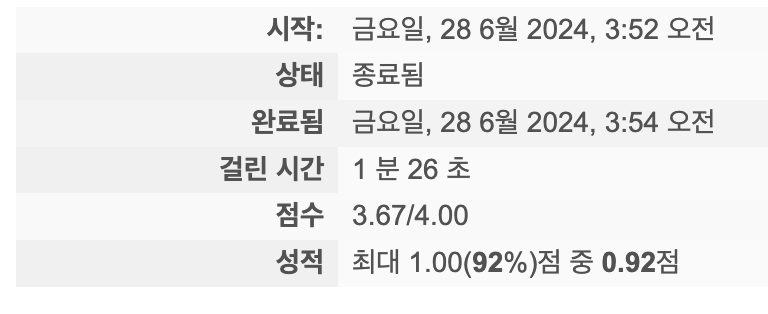 시작: 금요일, 28 6월 2024, 3:52 오전
상태 종료됨
완료됨 금요일, 28 6월 2024, 3:54 오전
걸린 시간 1 분 26 초
점수 3.67/4.00
성적 최대 1.00(92%)점 중 0.92점